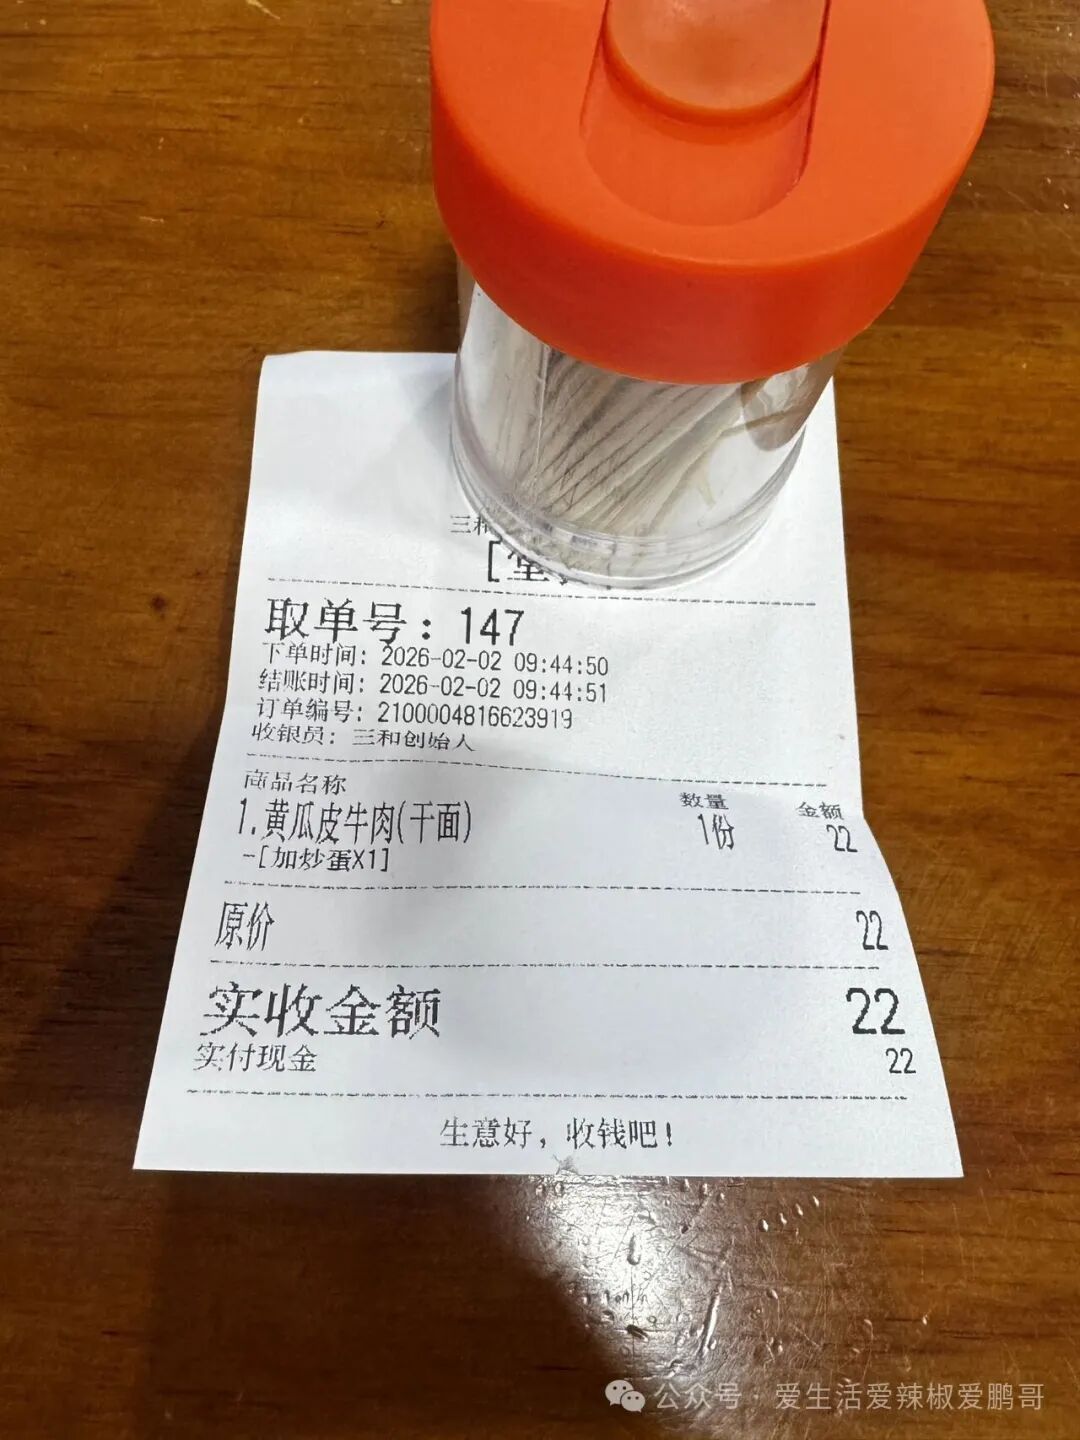 三和
[堂
取单号：147
下单时间：2026-02-02 09:44:50
结账时间：2026-02-02 09:44:51
订单编号：2100004816623919
收银员：三和创始人
商品名称 数量 金额
1.黄瓜皮牛肉(干面) 1份 22
-[加炒蛋X1]
原价 22
实收金额 22
实付现金 22
生意好，收钱吧！
公众号·爱生活爱辣椒爱鹏哥